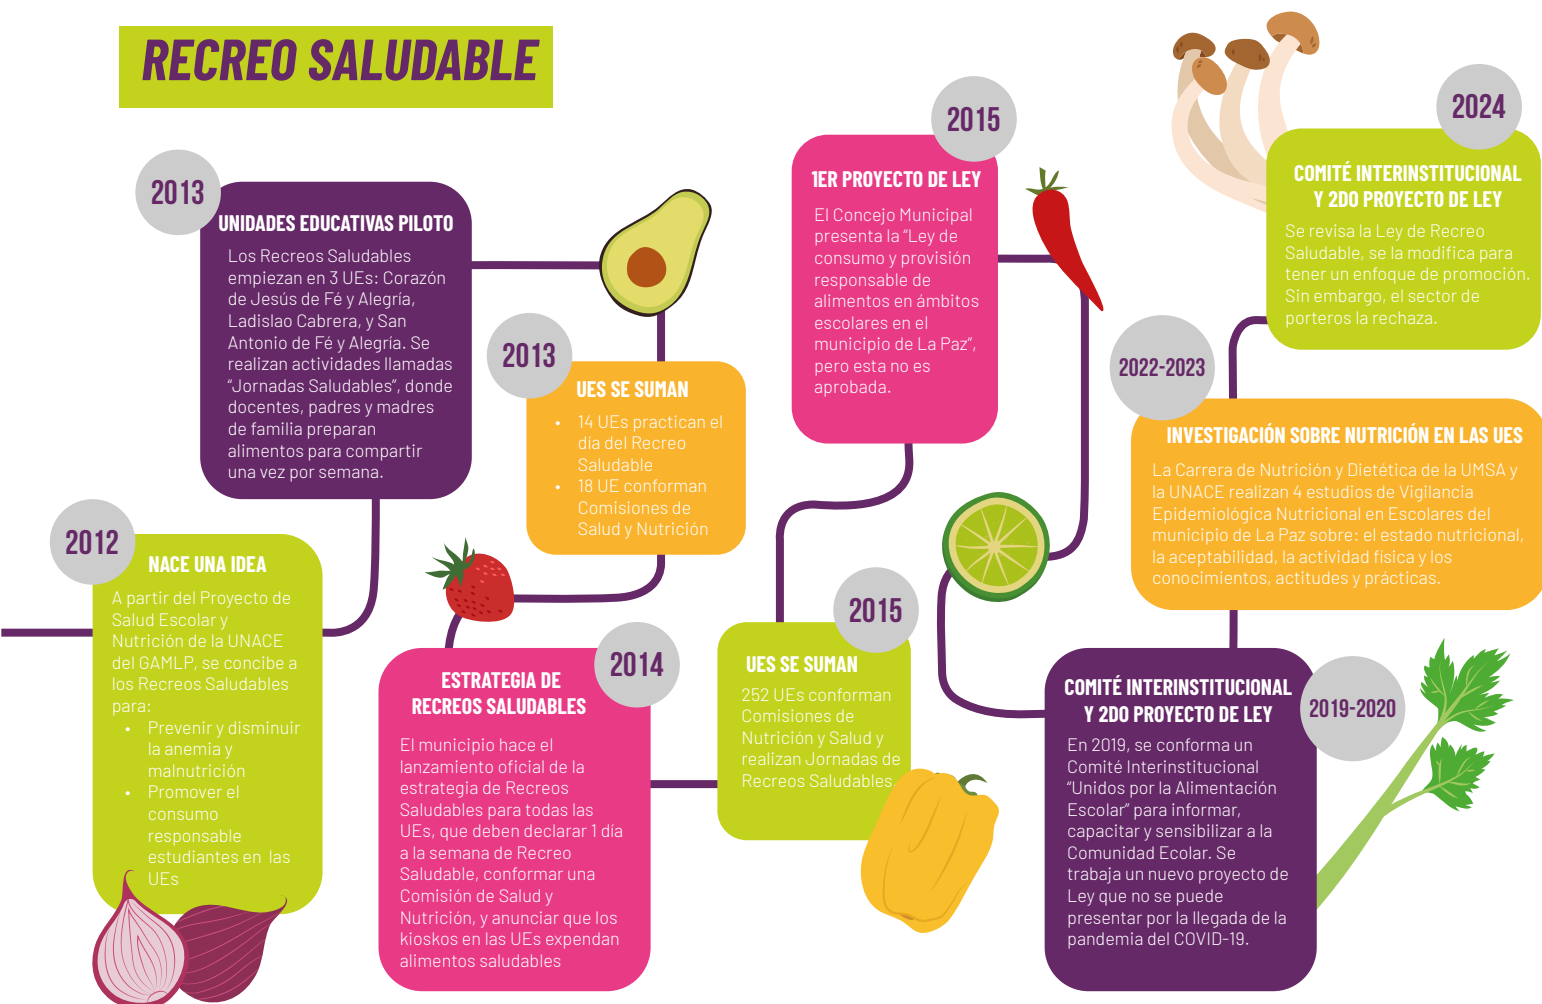 RECREO SALUDABLE
2012
NACE UNA IDEA
A partir del Proyecto de
Salud Escolar y
Nutrición de la UNACE
del GAMLP, se concibe a
los Recreos Saludables
para:
• Prevenir y disminuir
la anemia y
malnutrición
• Promover el
consumo
responsable
estudiantes en las
UEs
2013
UNIDADES EDUCATIVAS PILOTO
Los Recreos Saludables
empiezan en 3 UEs: Corazón
de Jesús de Fé y Alegría,
Ladislao Cabrera, y San
Antonio de Fé y Alegría. Se
realizan actividades llamadas
“Jornadas Saludables”, donde
docentes, padres y madres
de familia preparan
alimentos para compartir
una vez por semana.
2013
UES SE SUMAN
• 14 UEs practican el
día del Recreo
Saludable
• 18 UE conforman
Comisiones de
Salud y Nutrición
2014
ESTRATEGIA DE
RECREOS SALUDABLES
El municipio hace el
lanzamiento oficial de la
estrategia de Recreos
Saludables para todas las
UEs, que deben declarar 1 día
a la semana de Recreo
Saludable, conformar una
Comisión de Salud y
Nutrición, y anunciar que los
kioskos en las UEs expendan
alimentos saludables
2015
UES SE SUMAN
252 UEs conforman
Comisiones de
Nutrición y Salud y
realizan Jornadas de
Recreos Saludables
2015
1ER PROYECTO DE LEY
El Concejo Municipal
presenta la “Ley de
consumo y provisión
responsable de
alimentos en ámbitos
escolares en el
municipio de La Paz”,
pero esta no es
aprobada.
2019-2020
COMITÉ INTERINSTITUCIONAL
Y 2DO PROYECTO DE LEY
En 2019, se conforma un
Comité Interinstitucional
“Unidos por la Alimentación
Escolar” para informar,
capacitar y sensibilizar a la
Comunidad Ecolar. Se
trabaja un nuevo proyecto de
Ley que no se puede
presentar por la llegada de la
pandemia del COVID-19.
2022-2023
INVESTIGACIÓN SOBRE NUTRICIÓN EN LAS UES
La Carrera de Nutrición y Dietética de la UMSA y
la UNACE realizan 4 estudios de Vigilancia
Epidemiológica Nutricional en Escolares del
municipio de La Paz sobre: el estado nutricional,
la aceptabilidad, la actividad física y los
conocimientos, actitudes y prácticas.
2024
COMITÉ INTERINSTITUCIONAL
Y 2DO PROYECTO DE LEY
Se revisa la Ley de Recreo
Saludable, se la modifica para
tener un enfoque de promoción.
Sin embargo, el sector de
porteros la rechaza.